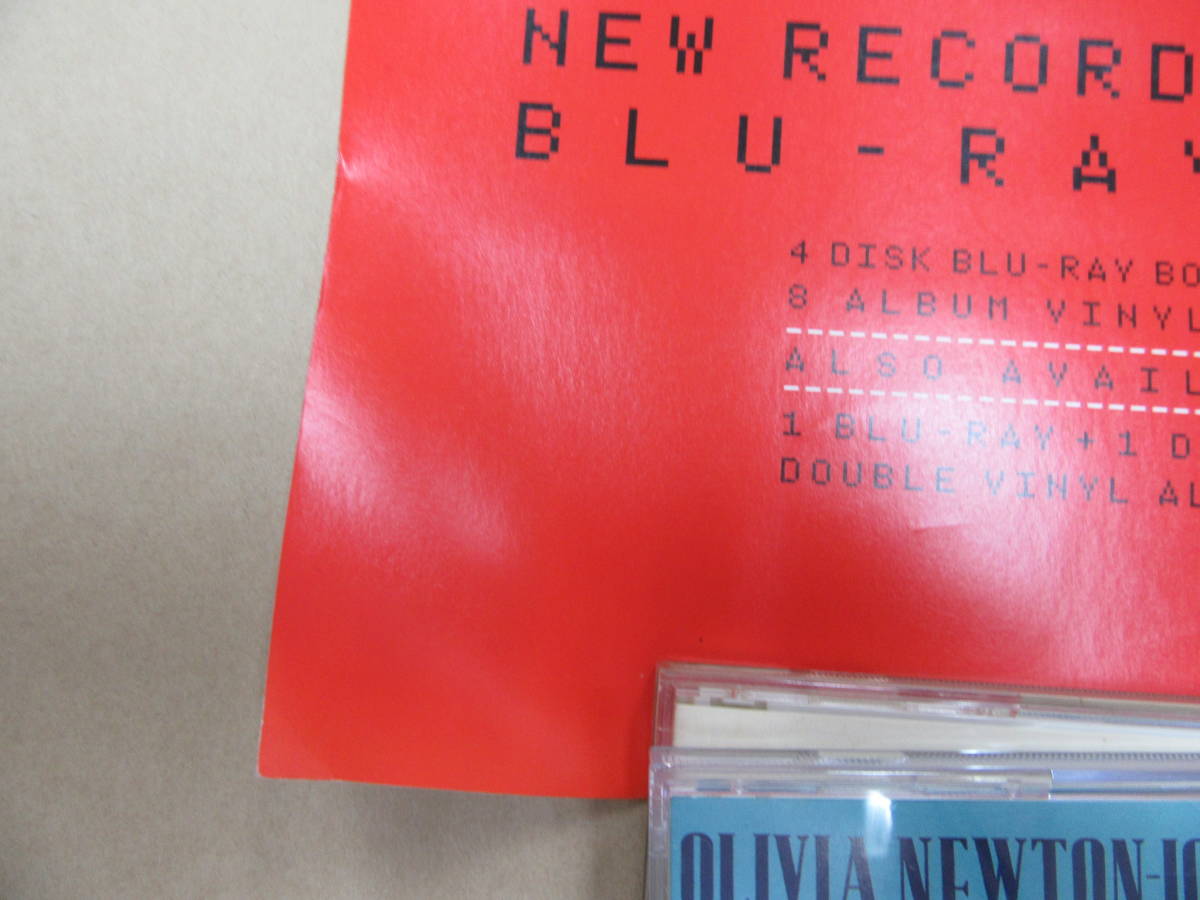 NEW RECORD
BLU-RAY
4 DISK BLU-RAY BO
8 ALBUM VINYL
ALSO AVAIL
1 BLU-RAY + 1 D
DOUBLE VINYL AL
OLIVIA NEWTON-JO